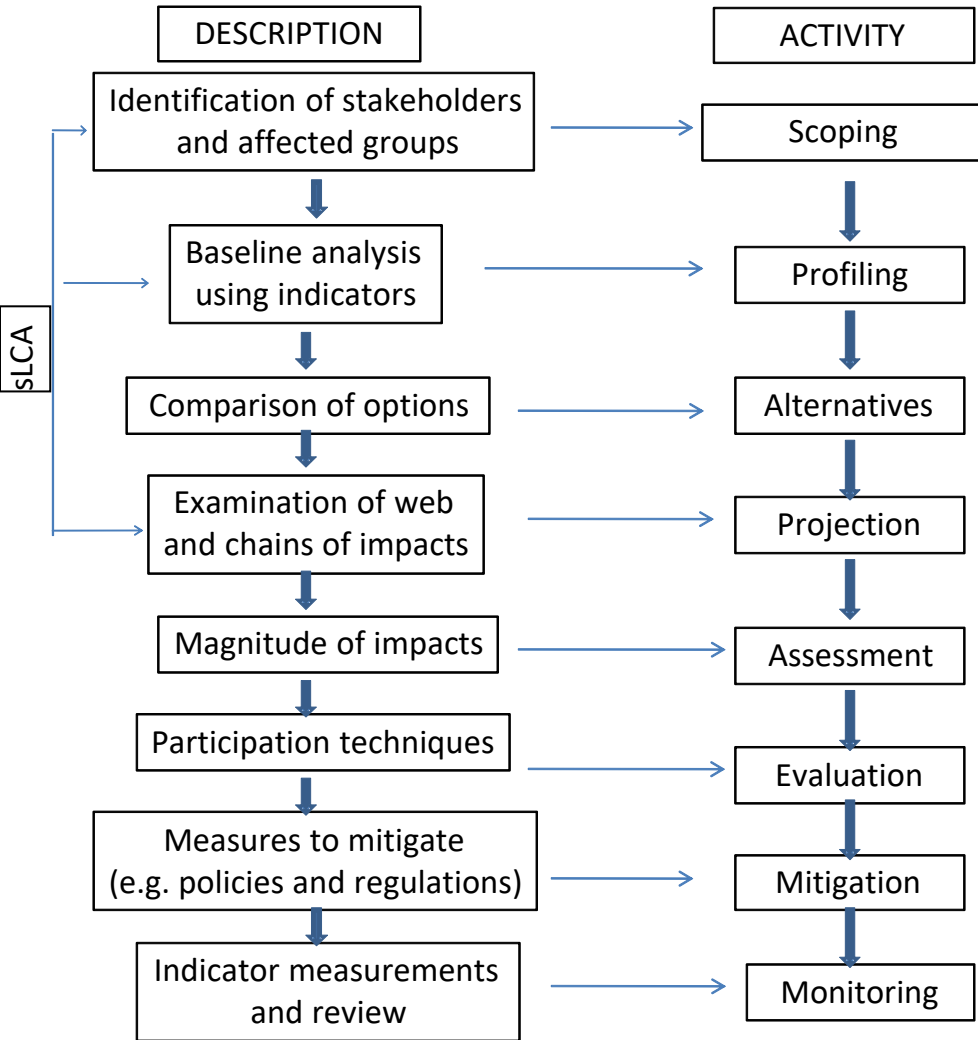 DESCRIPTION
ACTIVITY
Identification of stakeholders
and affected groups
Scoping
Baseline analysis
using indicators
Profiling
sLCA
Comparison of options
Alternatives
Examination of web
and chains of impacts
Projection
Magnitude of impacts
Assessment
Participation techniques
Evaluation
Measures to mitigate
(e.g. policies and regulations)
Mitigation
Indicator measurements
and review
Monitoring